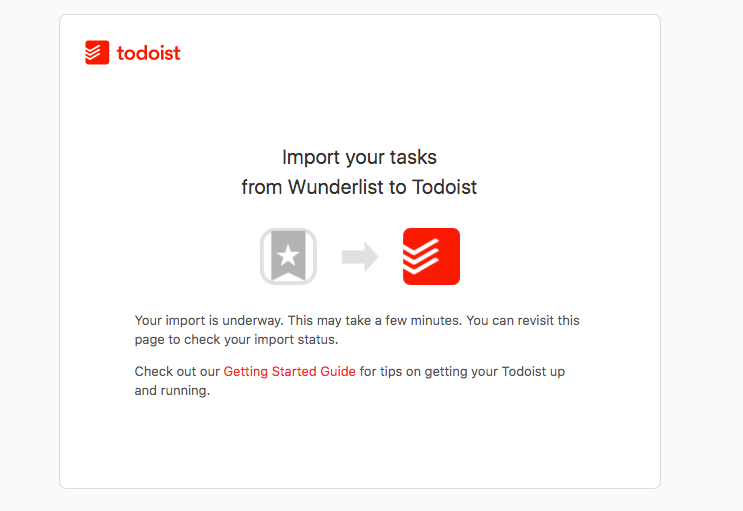 todoist
Import your tasks
from Wunderlist to Todoist
Your import is underway. This may take a few minutes. You can revisit this
page to check your import status.
Check out our Getting Started Guide for tips on getting your Todoist up
and running.